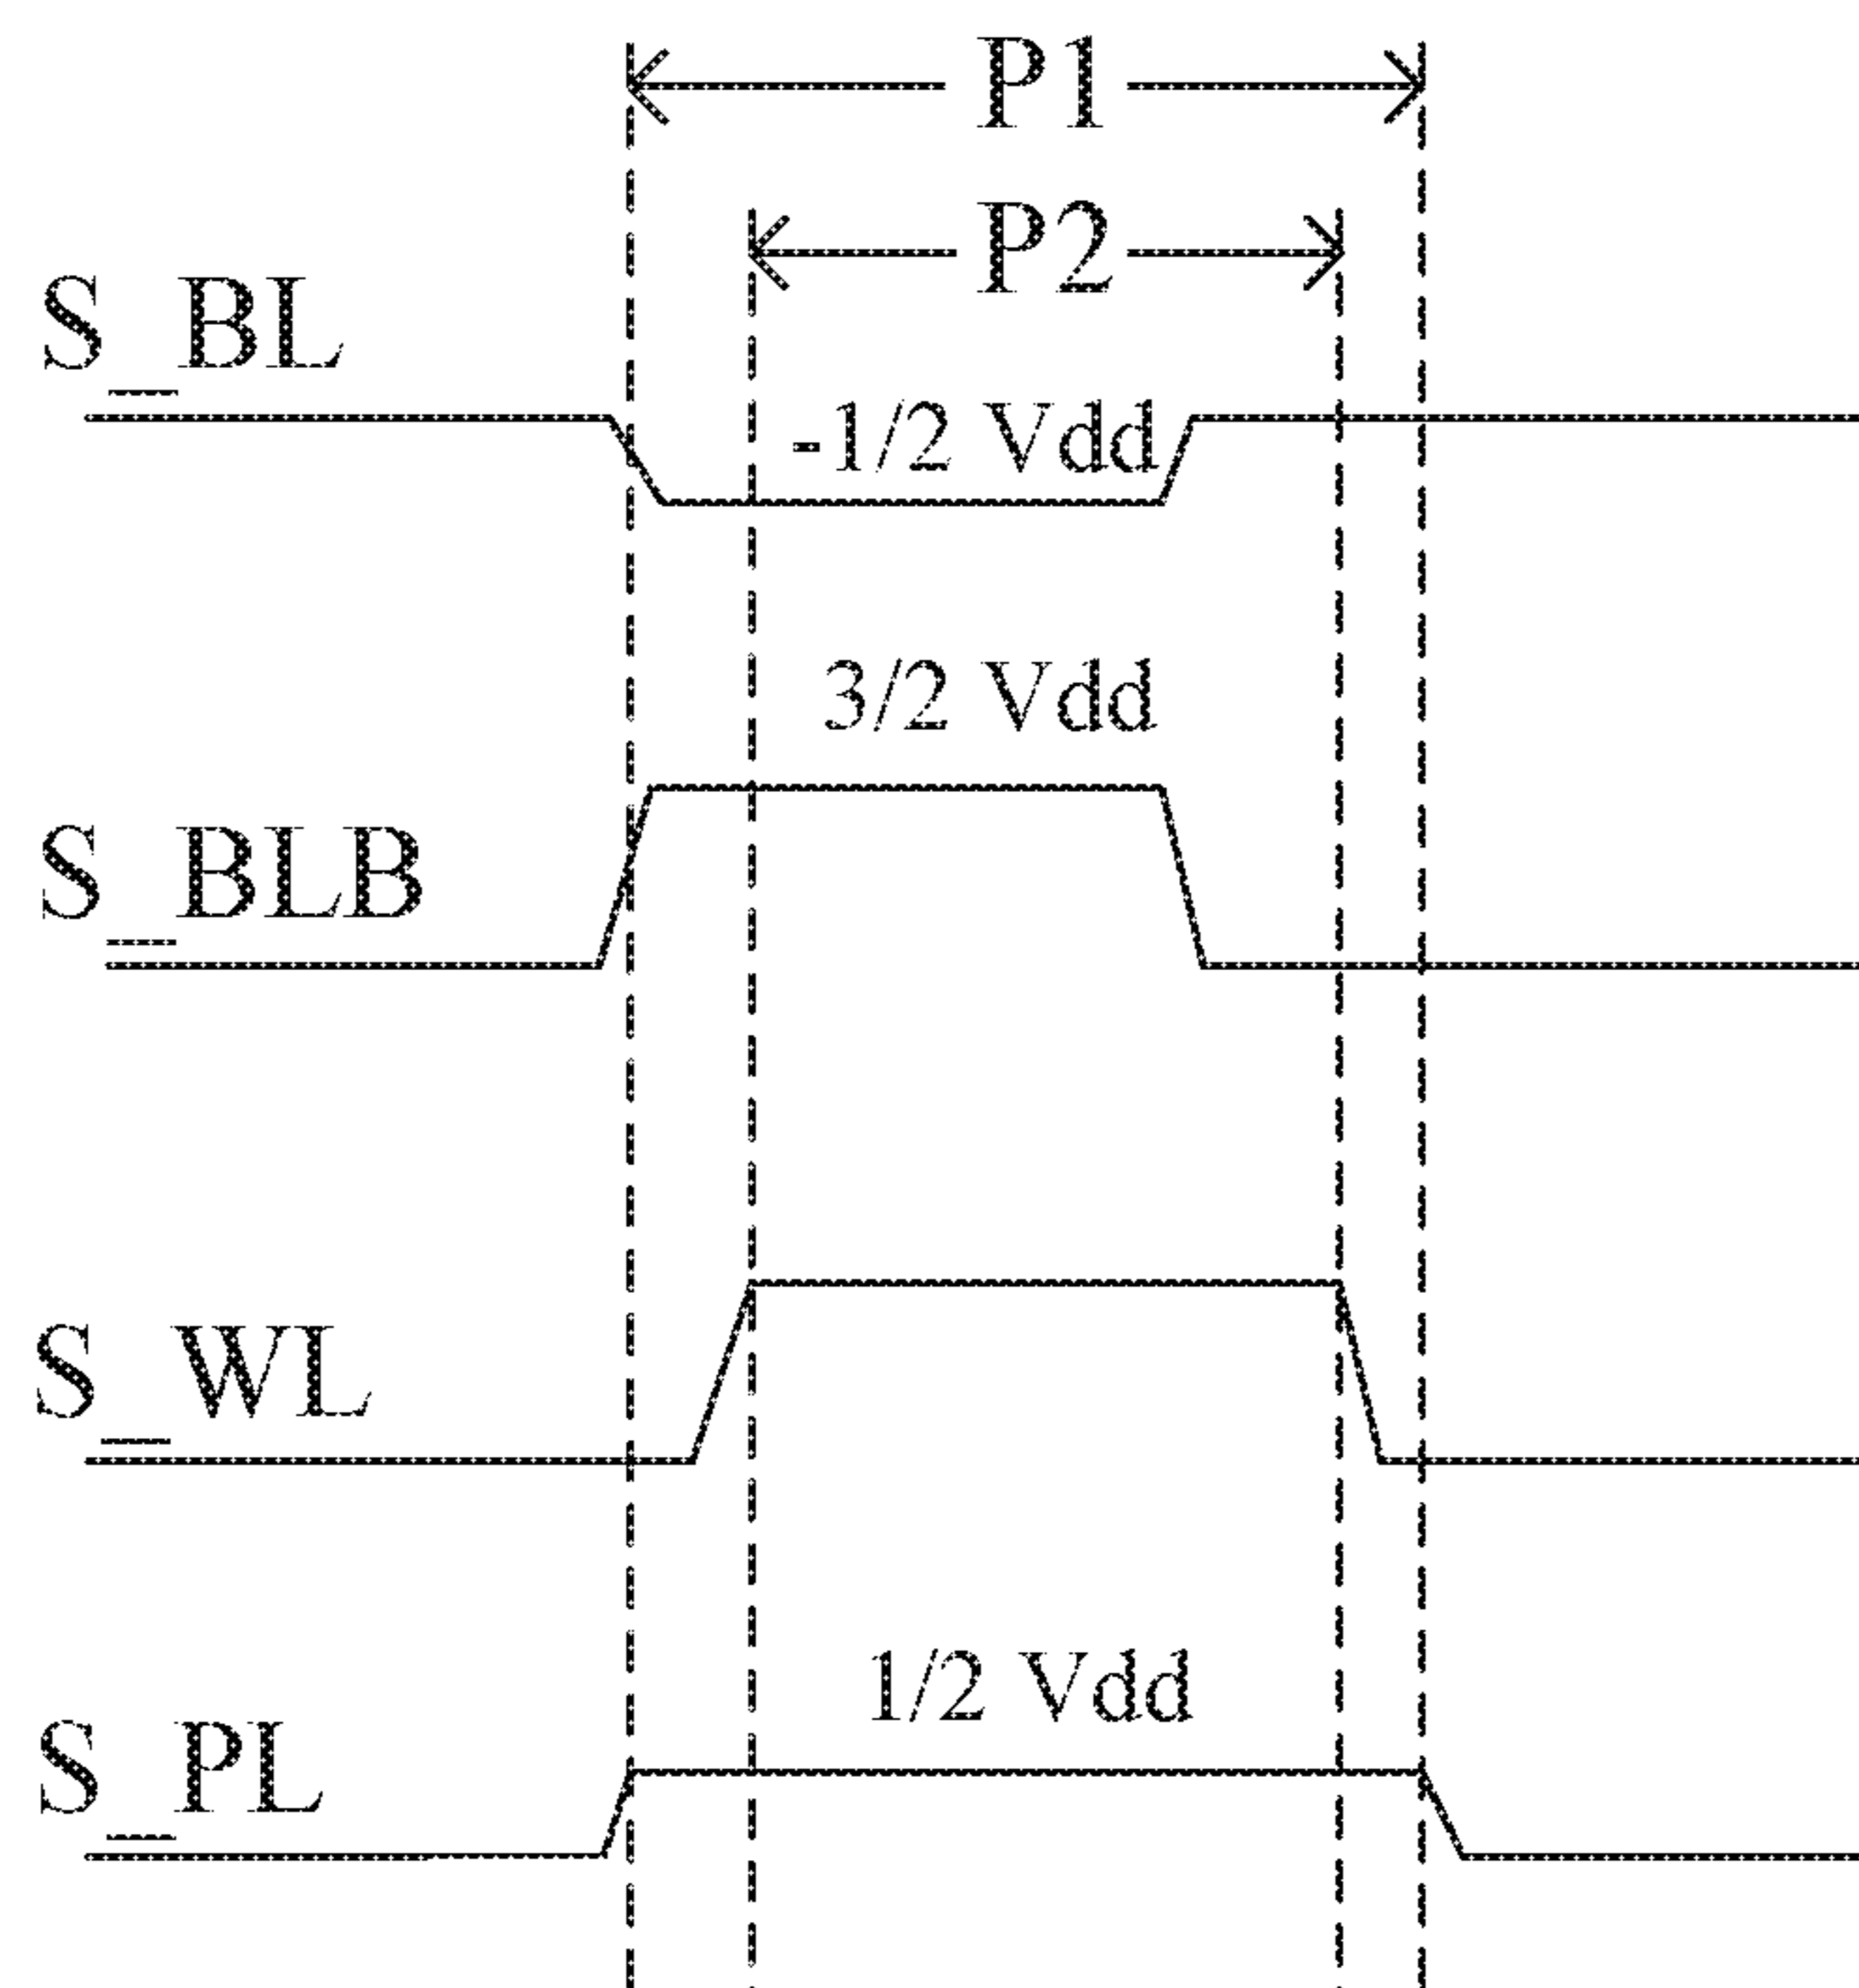 P1
P2
S_BL
-1/2 Vdd
3/2 Vdd
S_BLB
S_WL
1/2 Vdd
S_PL